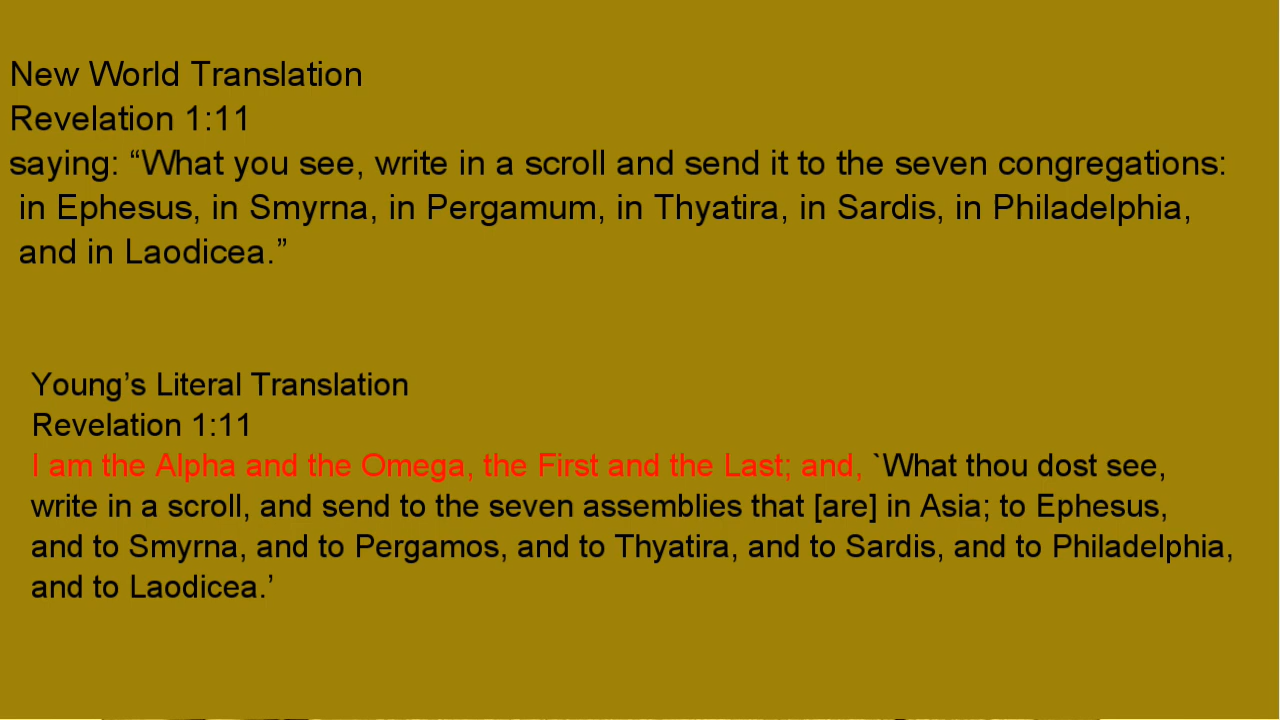 New World Translation
Revelation 1:11
saying: “What you see, write in a scroll and send it to the seven congregations:
in Ephesus, in Smyrna, in Pergamum, in Thyatira, in Sardis, in Philadelphia,
and in Laodicea.”
Young’s Literal Translation
Revelation 1:11
I am the Alpha and the Omega, the First and the Last; and, `What thou dost see,
write in a scroll, and send to the seven assemblies that [are] in Asia; to Ephesus,
and to Smyrna, and to Pergamos, and to Thyatira, and to Sardis, and to Philadelphia,
and to Laodicea.’